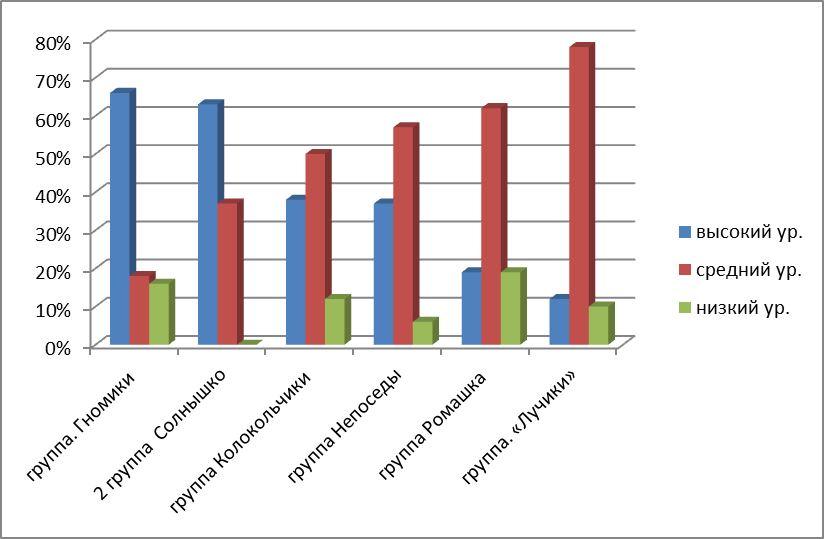 80%
70%
60%
50%
40%
30%
20%
10%
0%
группа. Гномики
2 группа Солнышко
группа Колокольчики
группа Непоседы
группа Ромашка
группа. «Лучики»
высокий ур.
средний ур.
низкий ур.